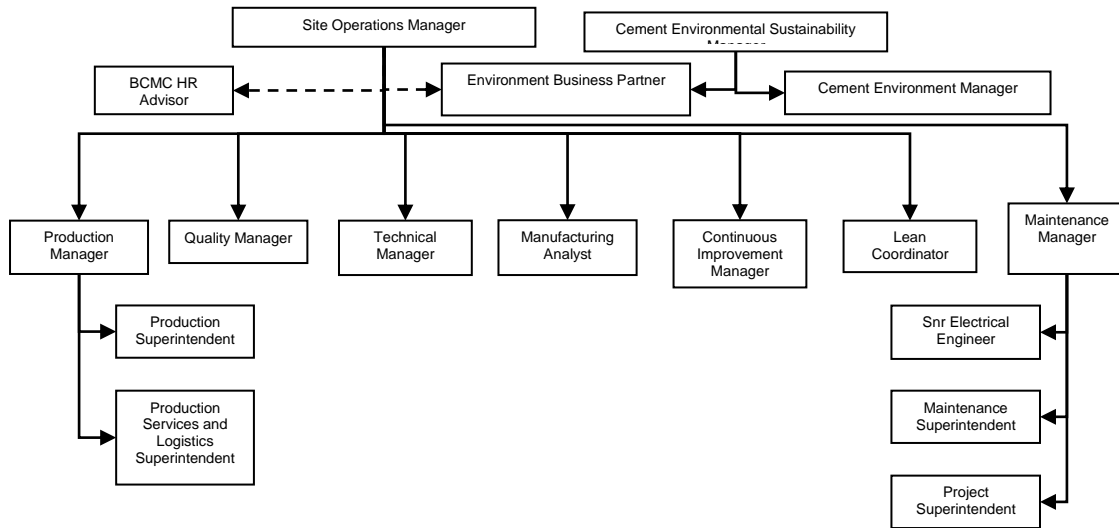 Site Operations Manager
Cement Environmental Sustainability
Manager
BCMC HR
Advisor
Environment Business Partner
Cement Environment Manager
Production
Manager
Quality Manager
Technical
Manager
Manufacturing
Analyst
Continuous
Improvement
Manager
Lean
Coordinator
Maintenance
Manager
Production
Superintendent
Snr Electrical
Engineer
Production
Services and
Logistics
Superintendent
Maintenance
Superintendent
Project
Superintendent